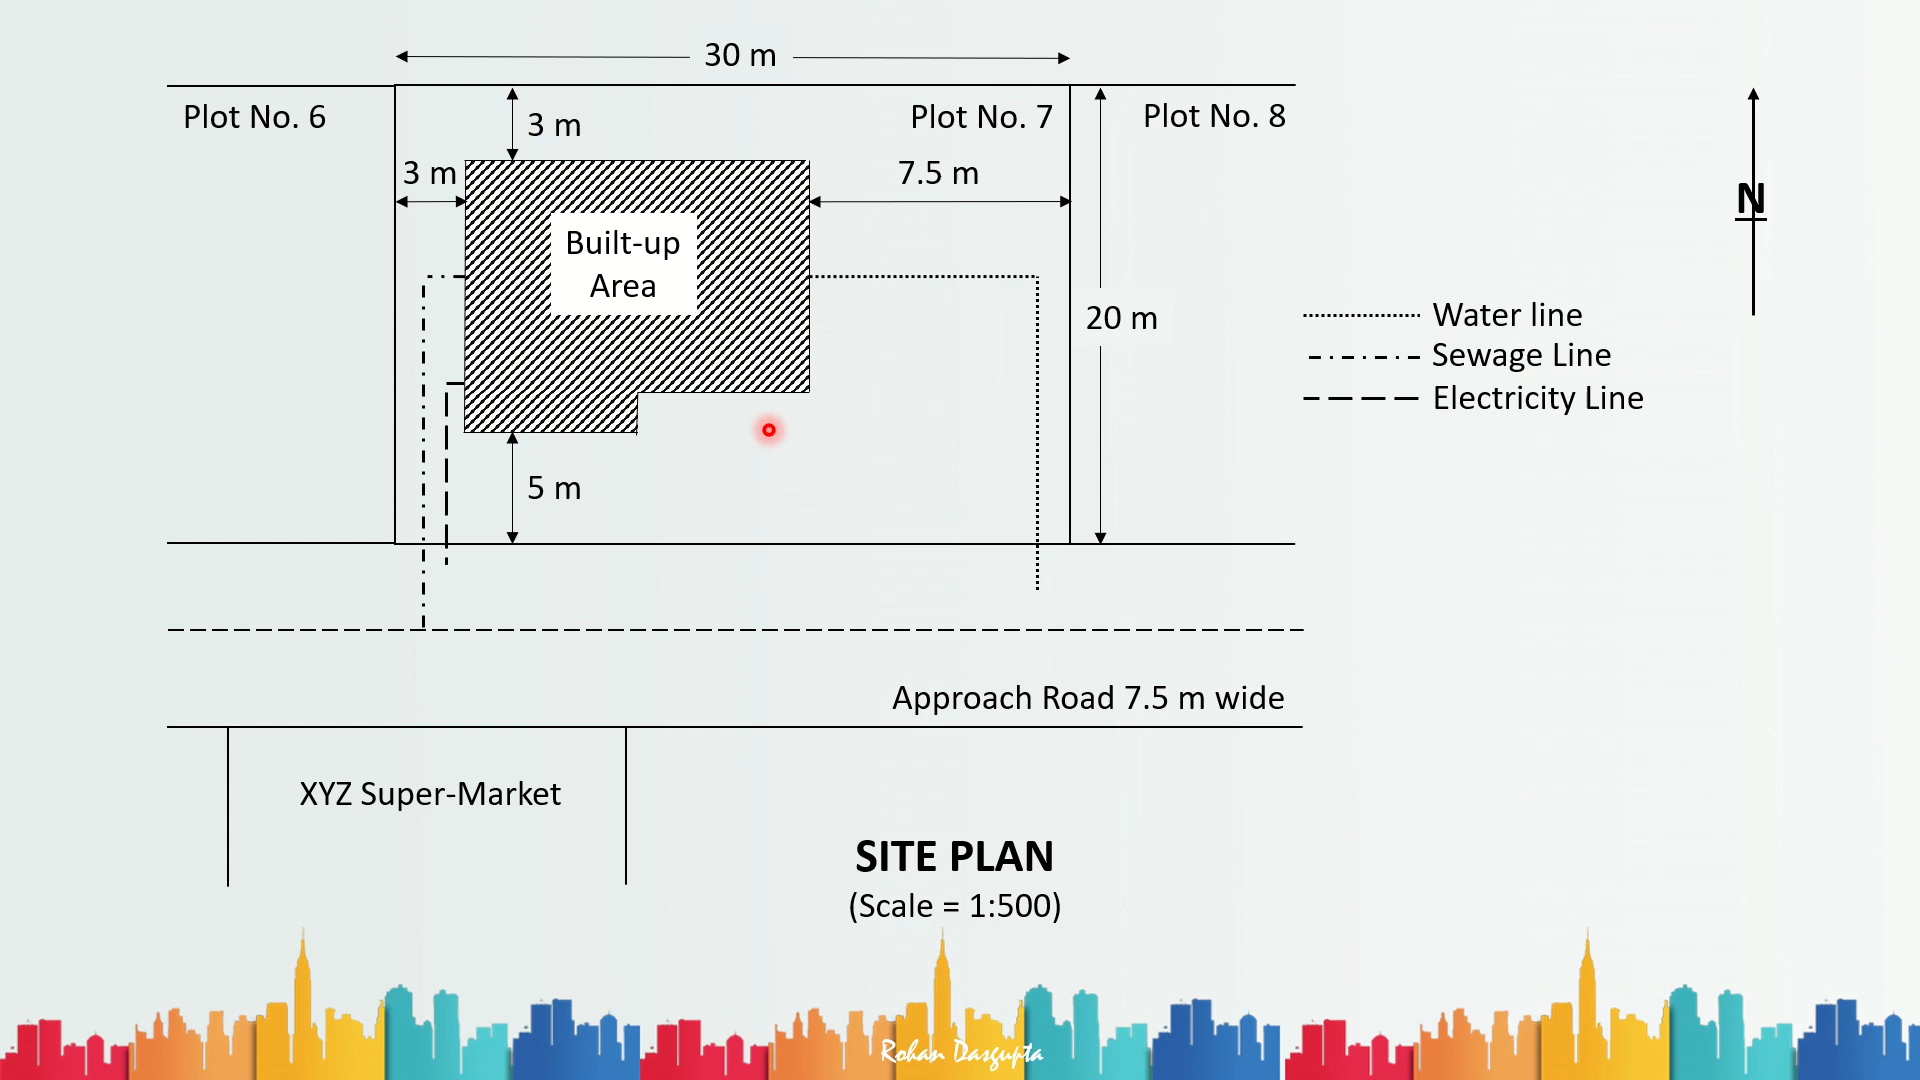 30 m
Plot No. 6
3 m
Plot No. 7
Plot No. 8
3 m
7.5 m
N
Built-up
Area
20 m
Water line
Sewage Line
Electricity Line
5 m
Approach Road 7.5 m wide
XYZ Super-Market
SITE PLAN
(Scale = 1:500)
Rohan Dasgupta